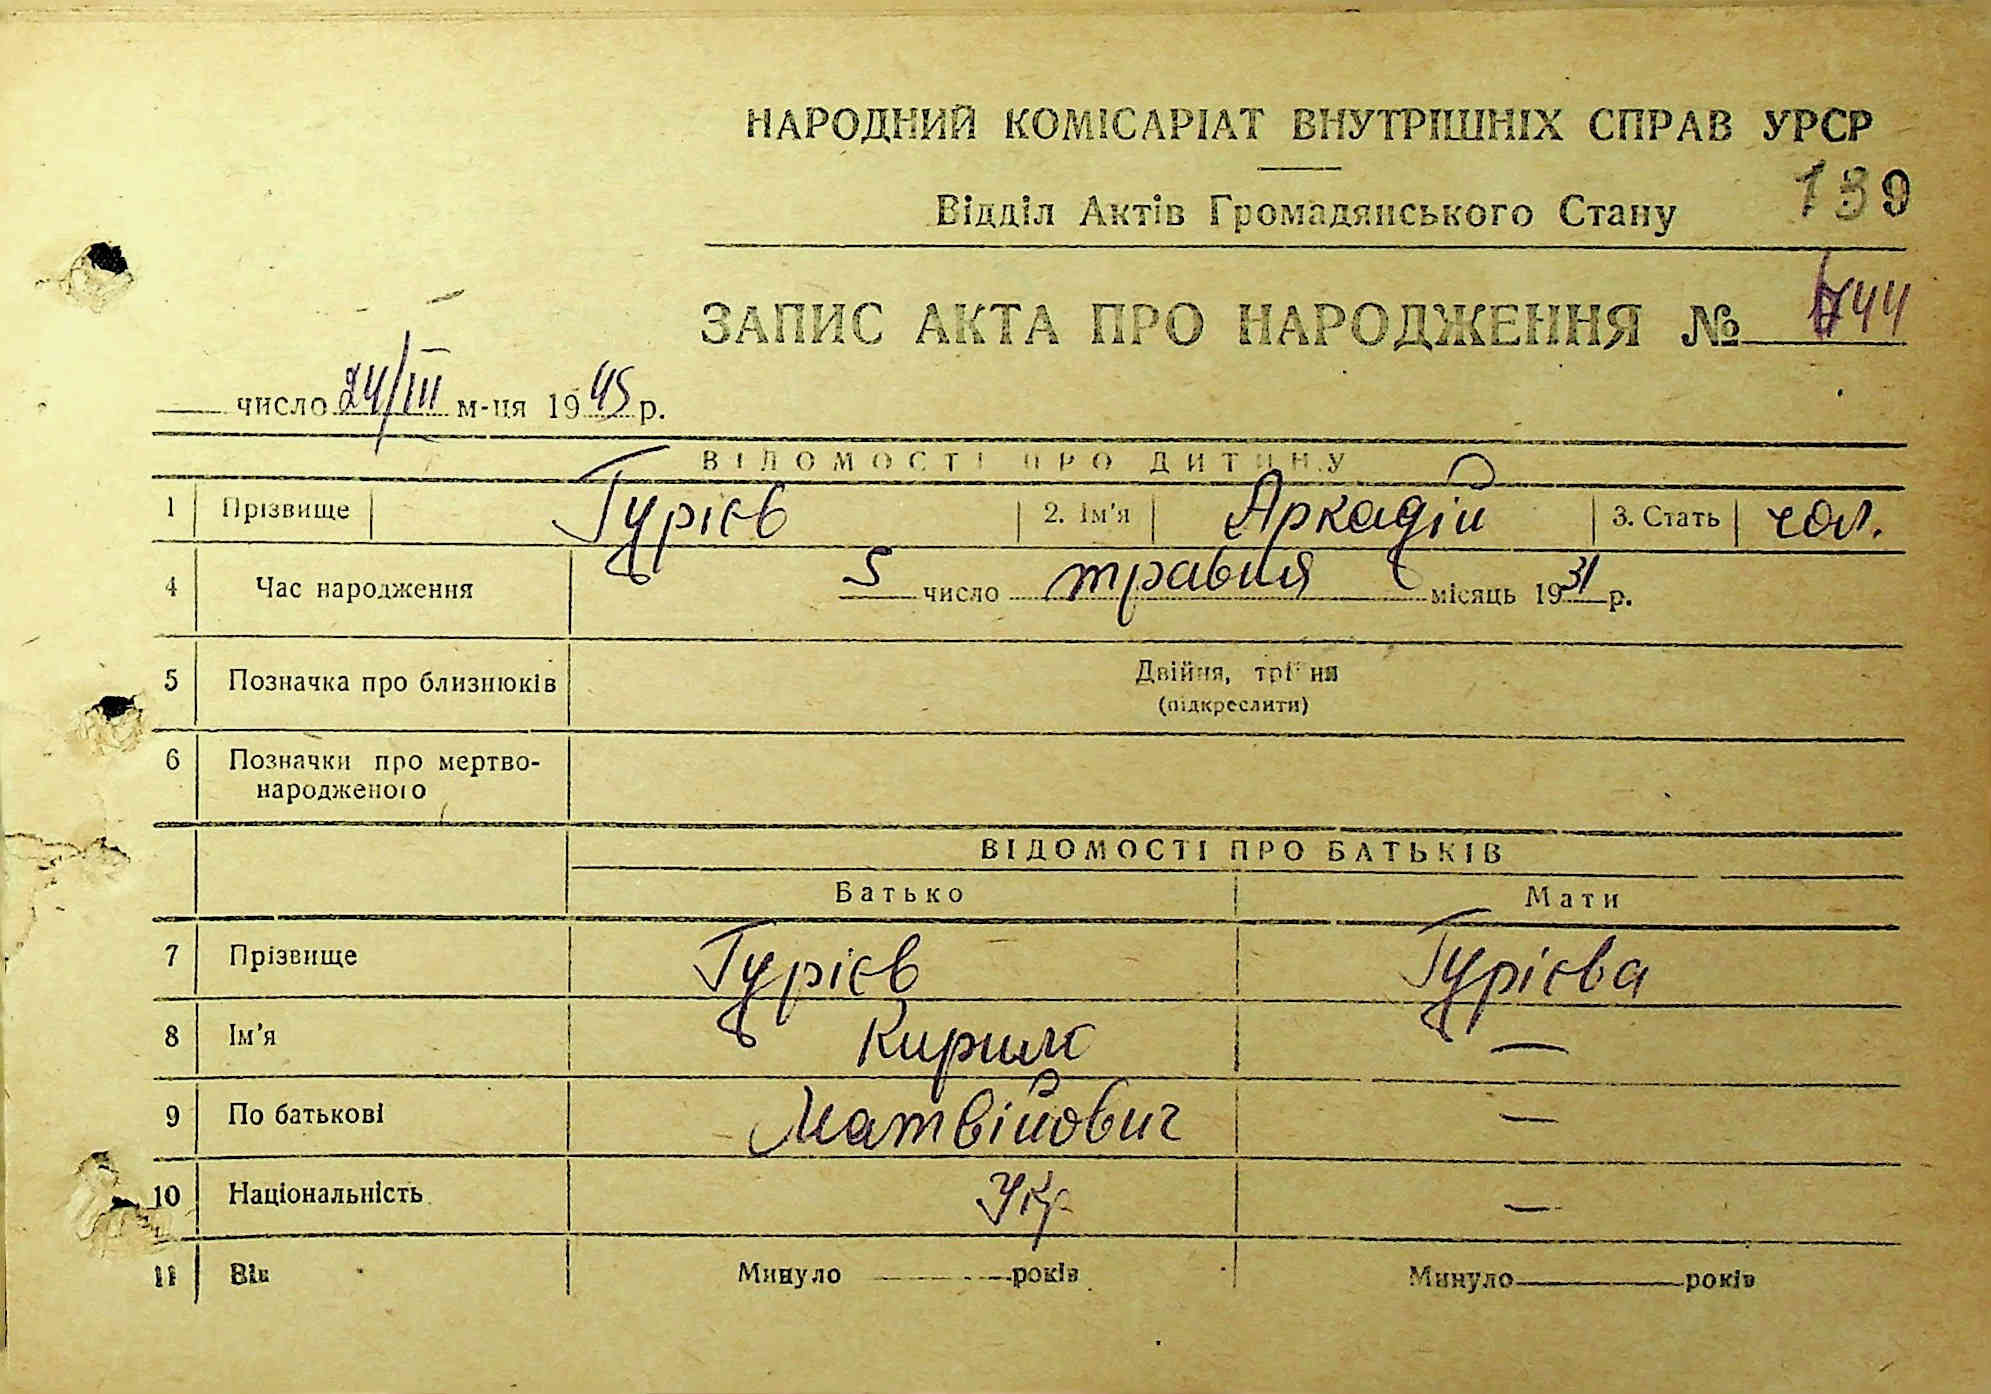 НАРОДНИЙ КОМІСАРІАТ ВНУТРІШНІХ СПРАВ УРСР
139
Відділ Актів Громадянського Стану
ЗАПИС АКТА ПРО НАРОДЖЕННЯ № 44
число 24/III м-ця 1945 р.
ВІДОМОСТІ ПРО ДИТИНУ
1 Прізвище Гурієв 2. Ім'я Аркадій 3. Стать чол.
4 Час народження 5 число травня місяць 1931 р.
5 Позначка про близнюків Двійня, трійня
(підкреслити)
6 Позначки про мертво-
народженого
ВІДОМОСТІ ПРО БАТЬКІВ
Батько Мати
7 Прізвище Гурієв Гурієва
8 Ім'я Кирило —
9 По батькові Матвійович —
10 Національність Укр —
11 Вік Минуло років Минуло років